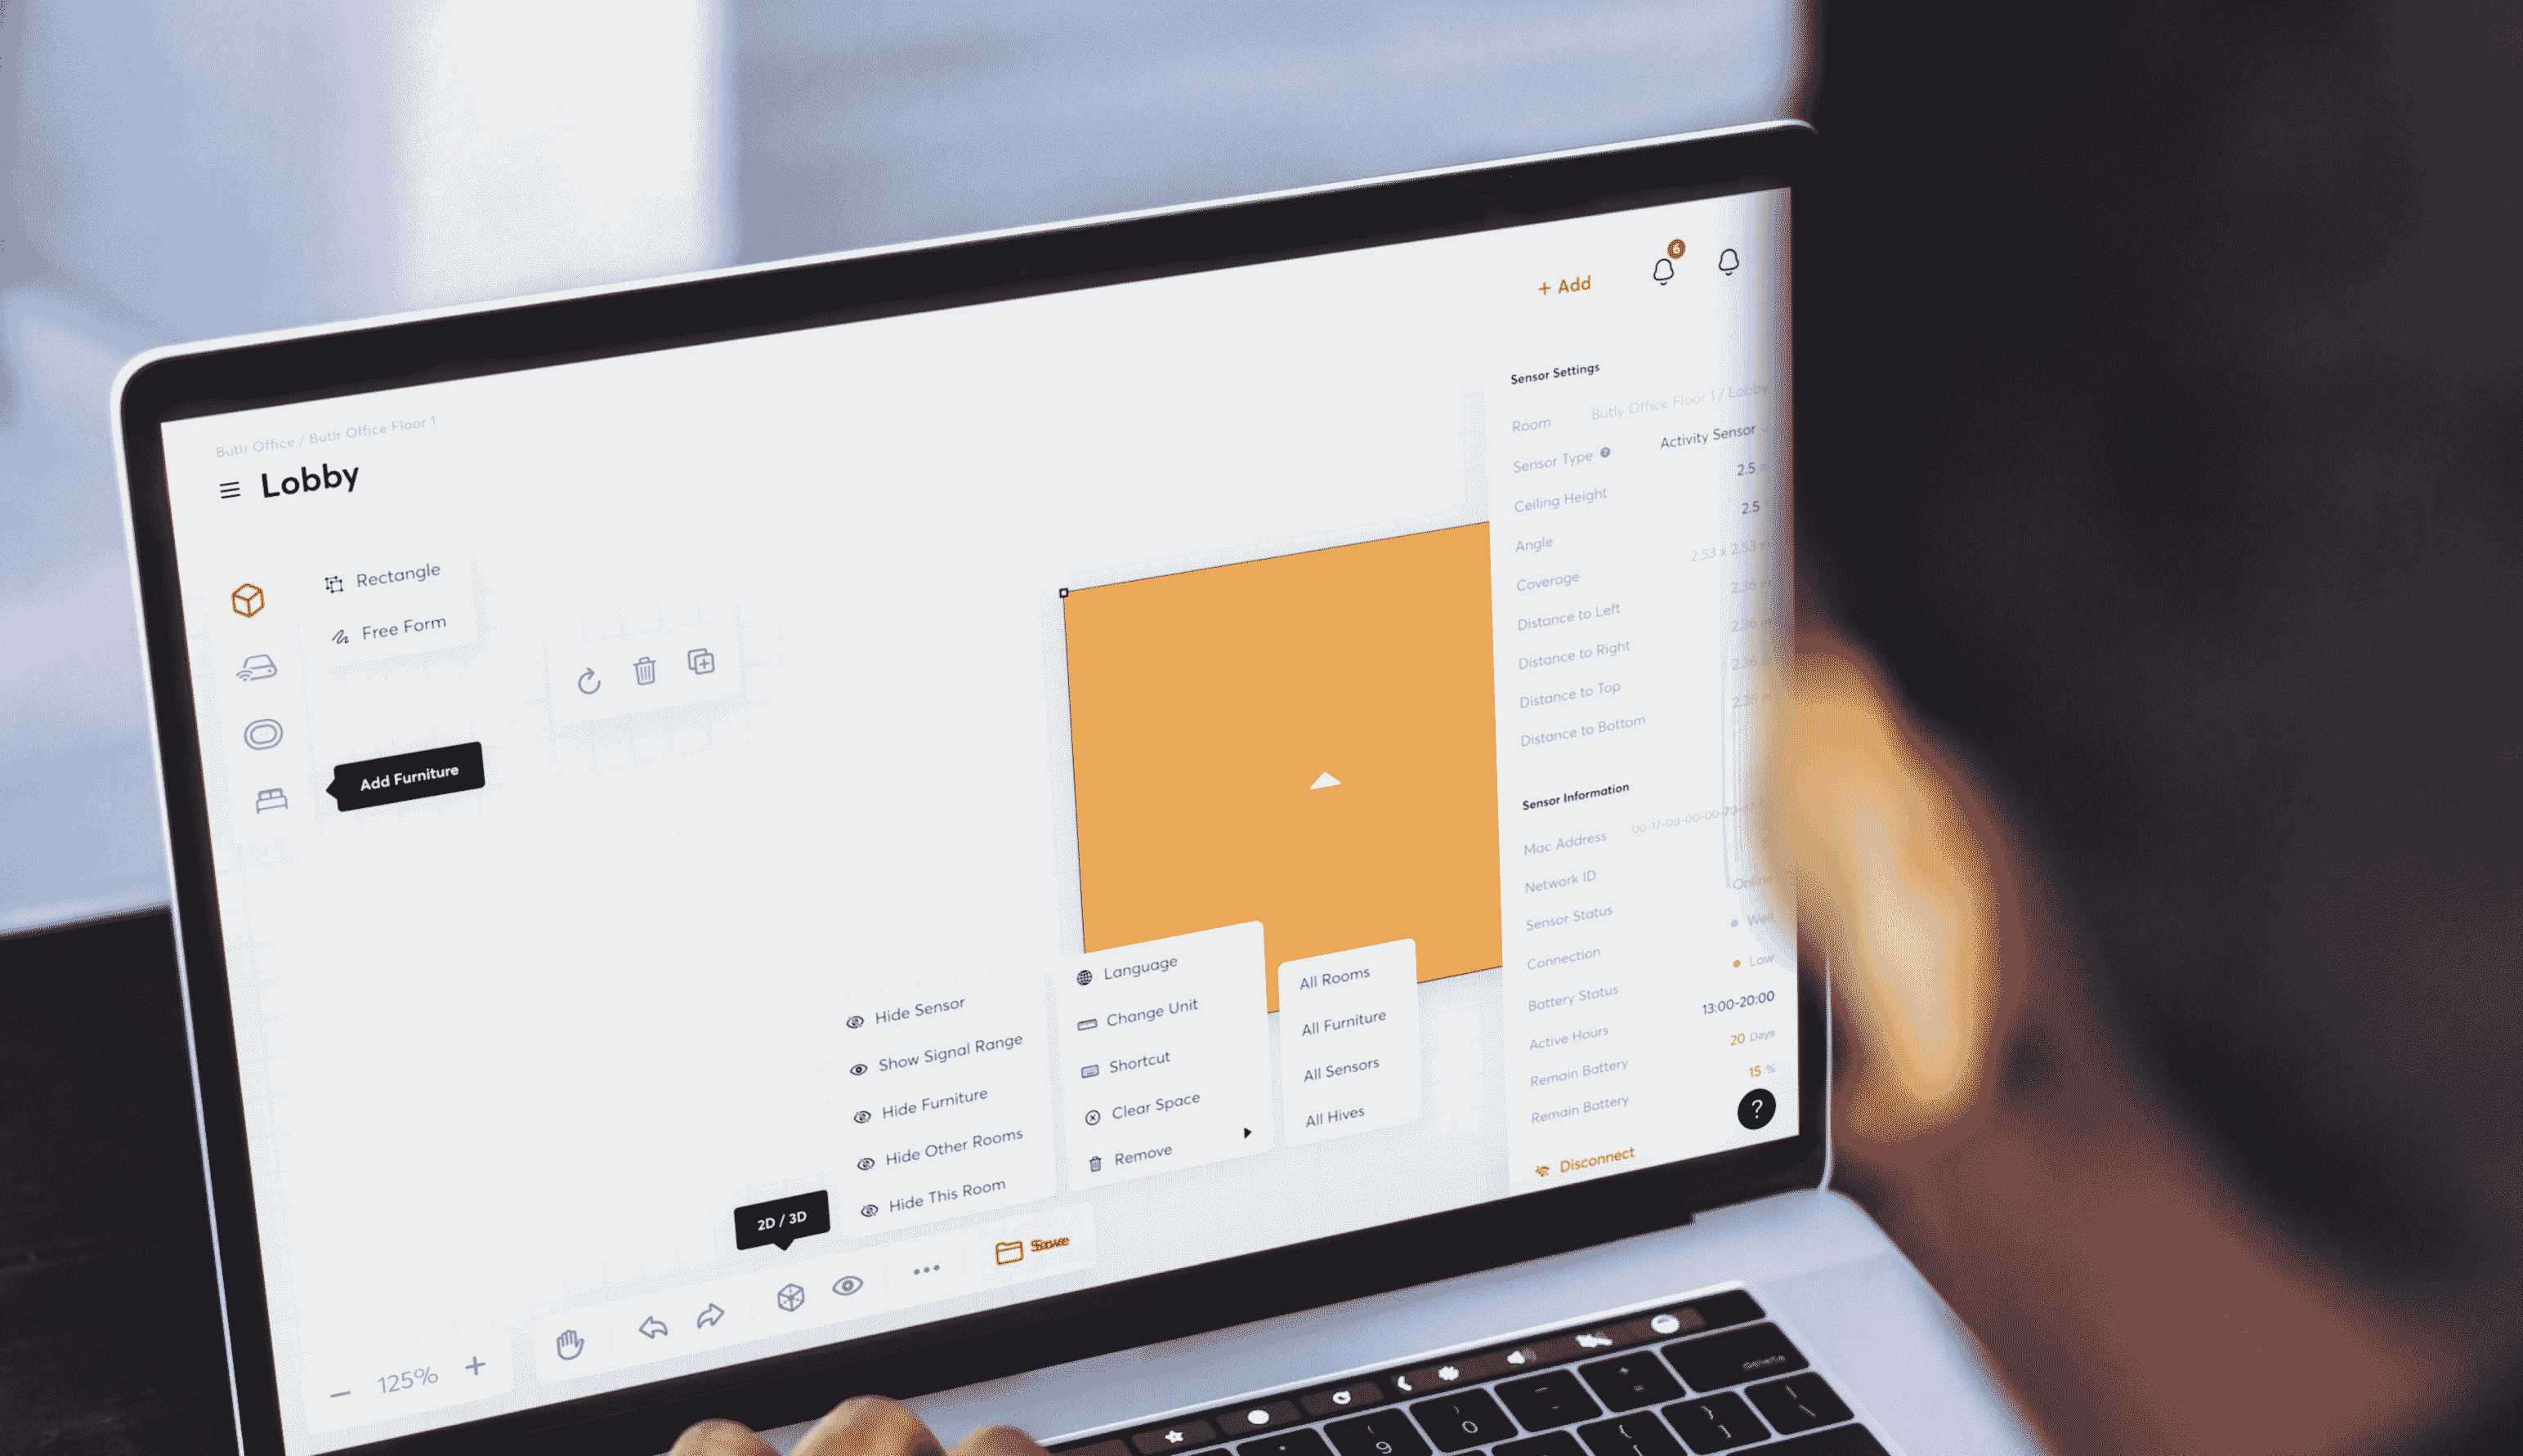 + Add
6
Butlr Office / Butlr Office Floor 1
Lobby
Rectangle
Free Form
Add Furniture
Sensor Settings
Room Butly Office Floor 1 / Lobby
Sensor Type ? Activity Sensor
Ceiling Height 2.5 m
Angle 2.5
Coverage 2.53 x 2.53 m
Distance to Left 2.36 m
Distance to Right 2.36 m
Distance to Top 2.36 m
Distance to Bottom 2.36 m
Sensor Information
Mac Address 00-17-0d-00-00-70
Network ID
Sensor Status Online
Connection Well
Battery Status Low
Active Hours 13:00-20:00
Remain Battery 20 Days
Remain Battery 15 %
?
Disconnect
Hide Sensor
Show Signal Range
Hide Furniture
Hide Other Rooms
Hide This Room
Language
Change Unit
Shortcut
Clear Space
Remove
All Rooms
All Furniture
All Sensors
All Hives
2D / 3D
Save
125%
delete
+
=
9
0